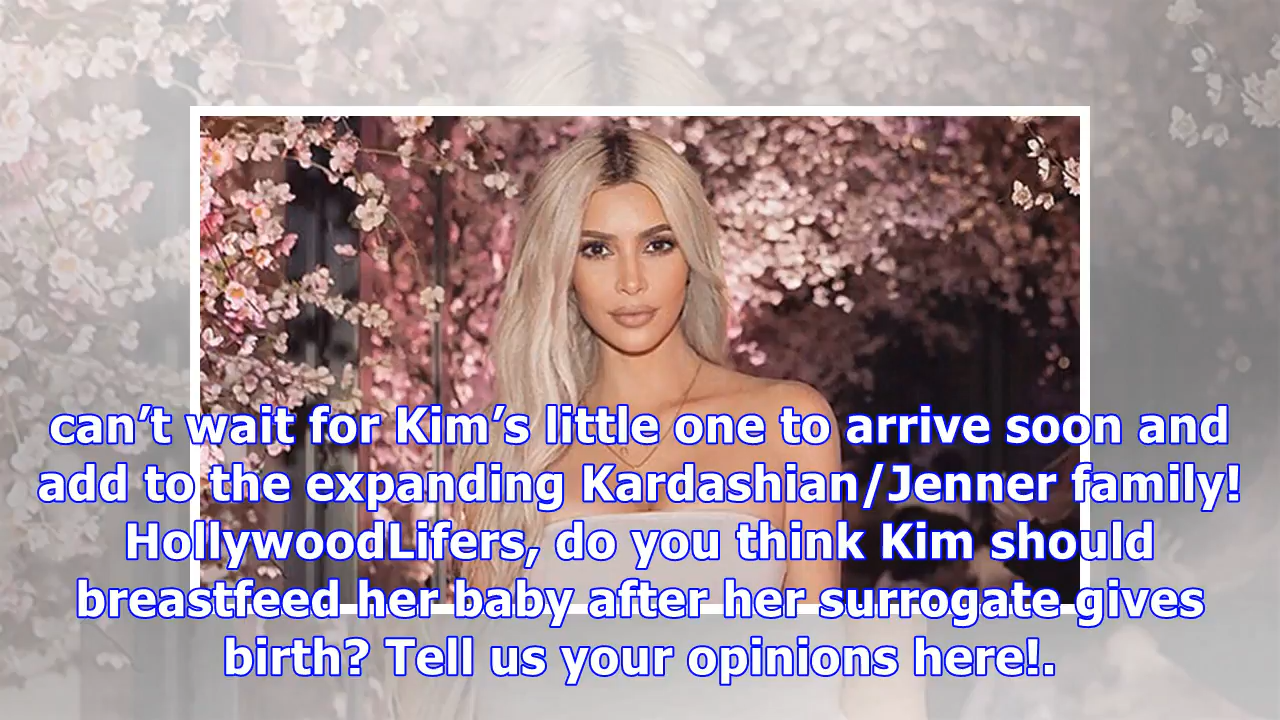 can’t wait for Kim’s little one to arrive soon and
add to the expanding Kardashian/Jenner family!
HollywoodLifers, do you think Kim should
breastfeed her baby after her surrogate gives
birth? Tell us your opinions here!.